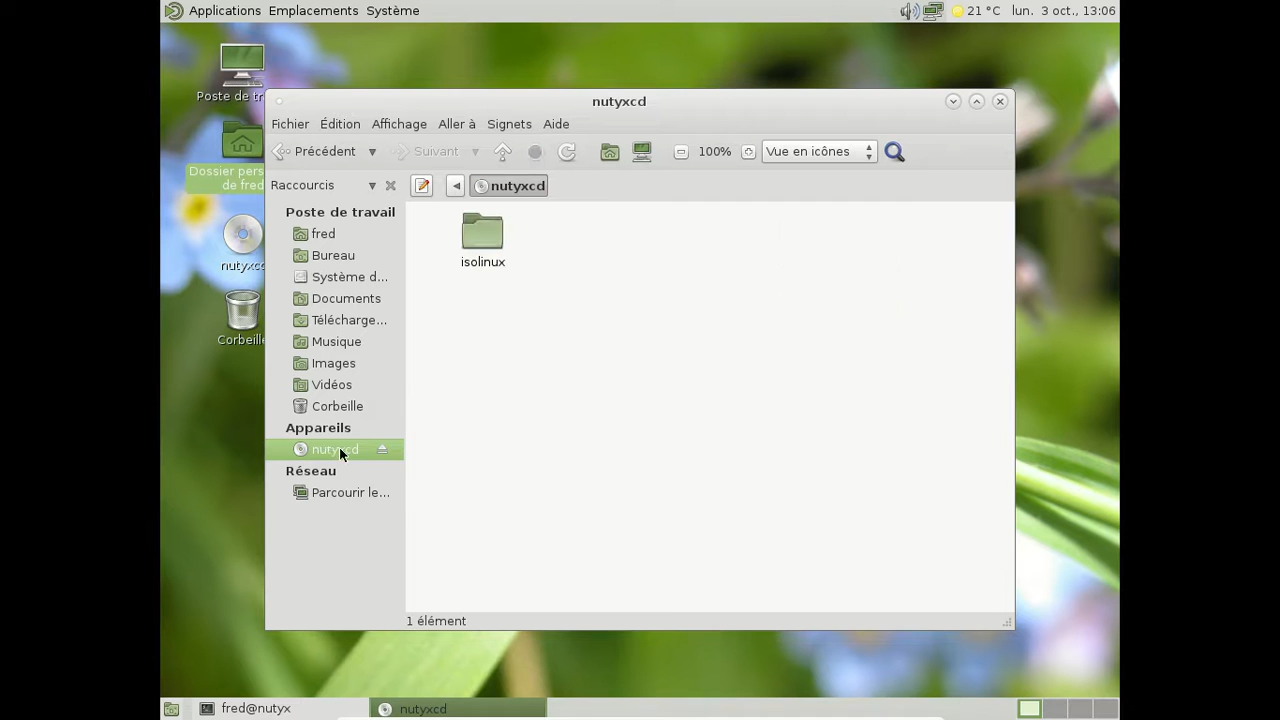 Applications Emplacements Système 21 °C lun. 3 oct., 13:06
Poste de tr
Dossier pers
de fred
nutyxc
Corbeille
nutyxcd
Fichier Édition Affichage Aller à Signets Aide
Précédent Suivant 100% Vue en icônes
Raccourcis nutyxcd
Poste de travail
fred
Bureau
Système d...
Documents
Télécharge...
Musique
Images
Vidéos
Corbeille
Appareils
nutyxcd
Réseau
Parcourir le...
isolinux
1 élément
fred@nutyx nutyxcd